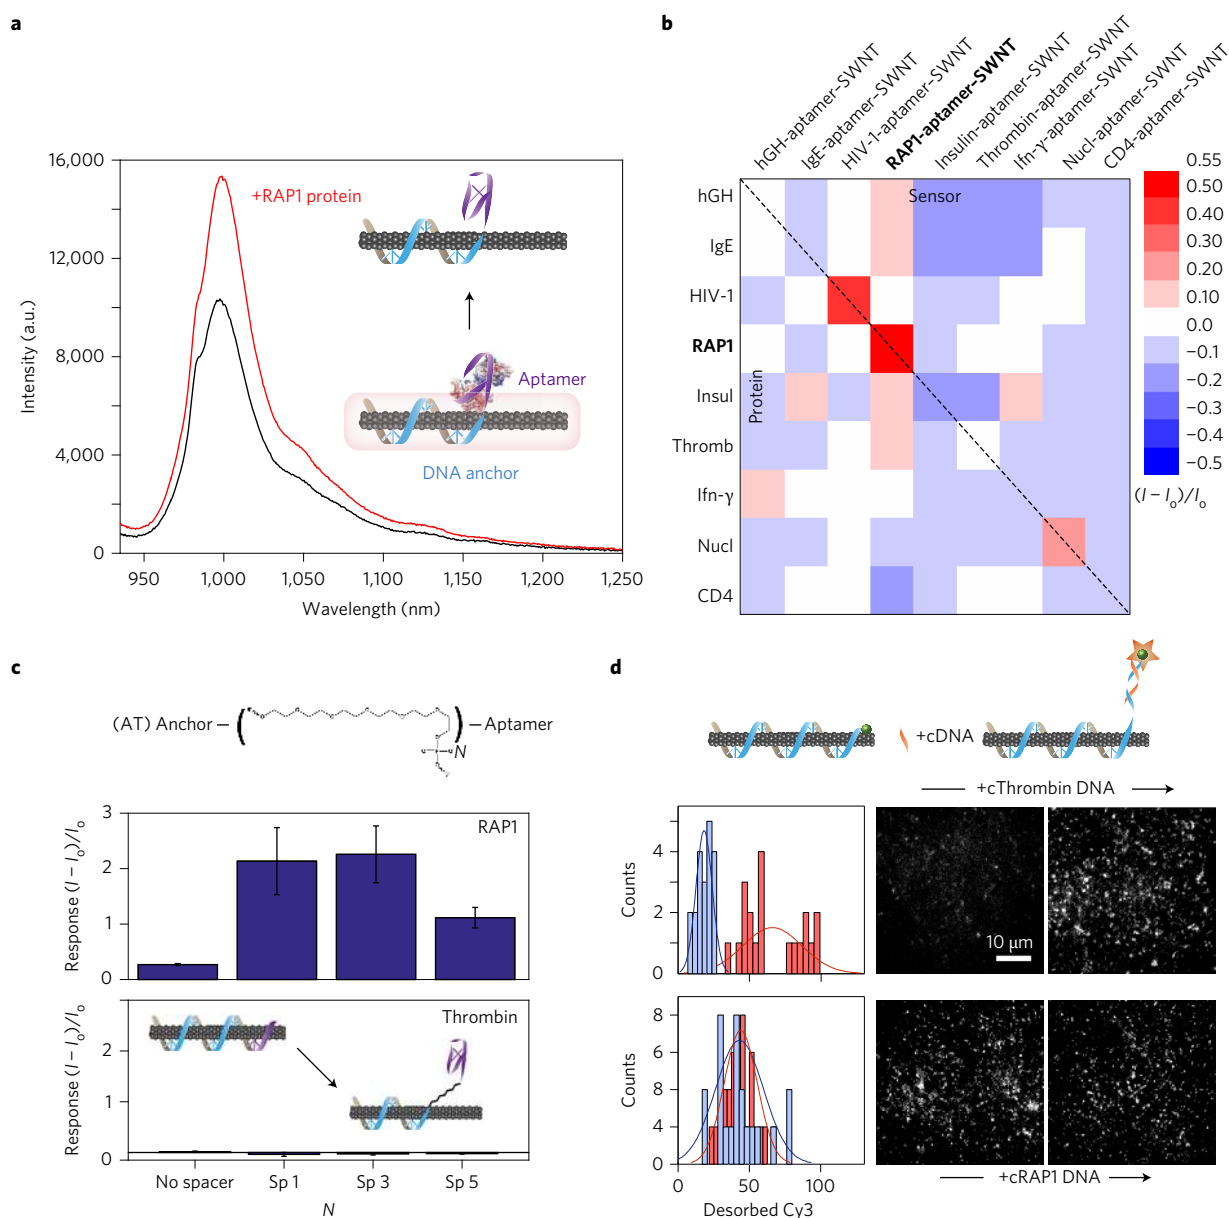 a
16,000
12,000
8,000
4,000
0
Intensity (a.u.)
950 1,000 1,050 1,100 1,150 1,200 1,250
Wavelength (nm)
+RAP1 protein
Aptamer
DNA anchor
b
hGH-aptamer–SWNT
IgE-aptamer–SWNT
HIV-1-aptamer–SWNT
RAP1-aptamer–SWNT
Insulin-aptamer–SWNT
Thrombin-aptamer–SWNT
Ifn-γ-aptamer–SWNT
Nucl-aptamer–SWNT
CD4-aptamer–SWNT
Sensor
Protein
hGH
IgE
HIV-1
RAP1
Insul
Thromb
Ifn-γ
Nucl
CD4
0.55
0.50
0.40
0.30
0.20
0.10
0.0
−0.1
−0.2
−0.3
−0.4
−0.5
(I – Io)/Io
c
(AT) Anchor – ( ) – Aptamer
N
3
2
1
0
Response (I – Io)/Io
RAP1
2
1
0
Response (I – Io)/Io
Thrombin
No spacer Sp 1 Sp 3 Sp 5
N
d
+cDNA
+cThrombin DNA
4
2
0
Counts
10 µm
8
6
8
4
0
Counts
0 50 100
Desorbed Cy3
+cRAP1 DNA